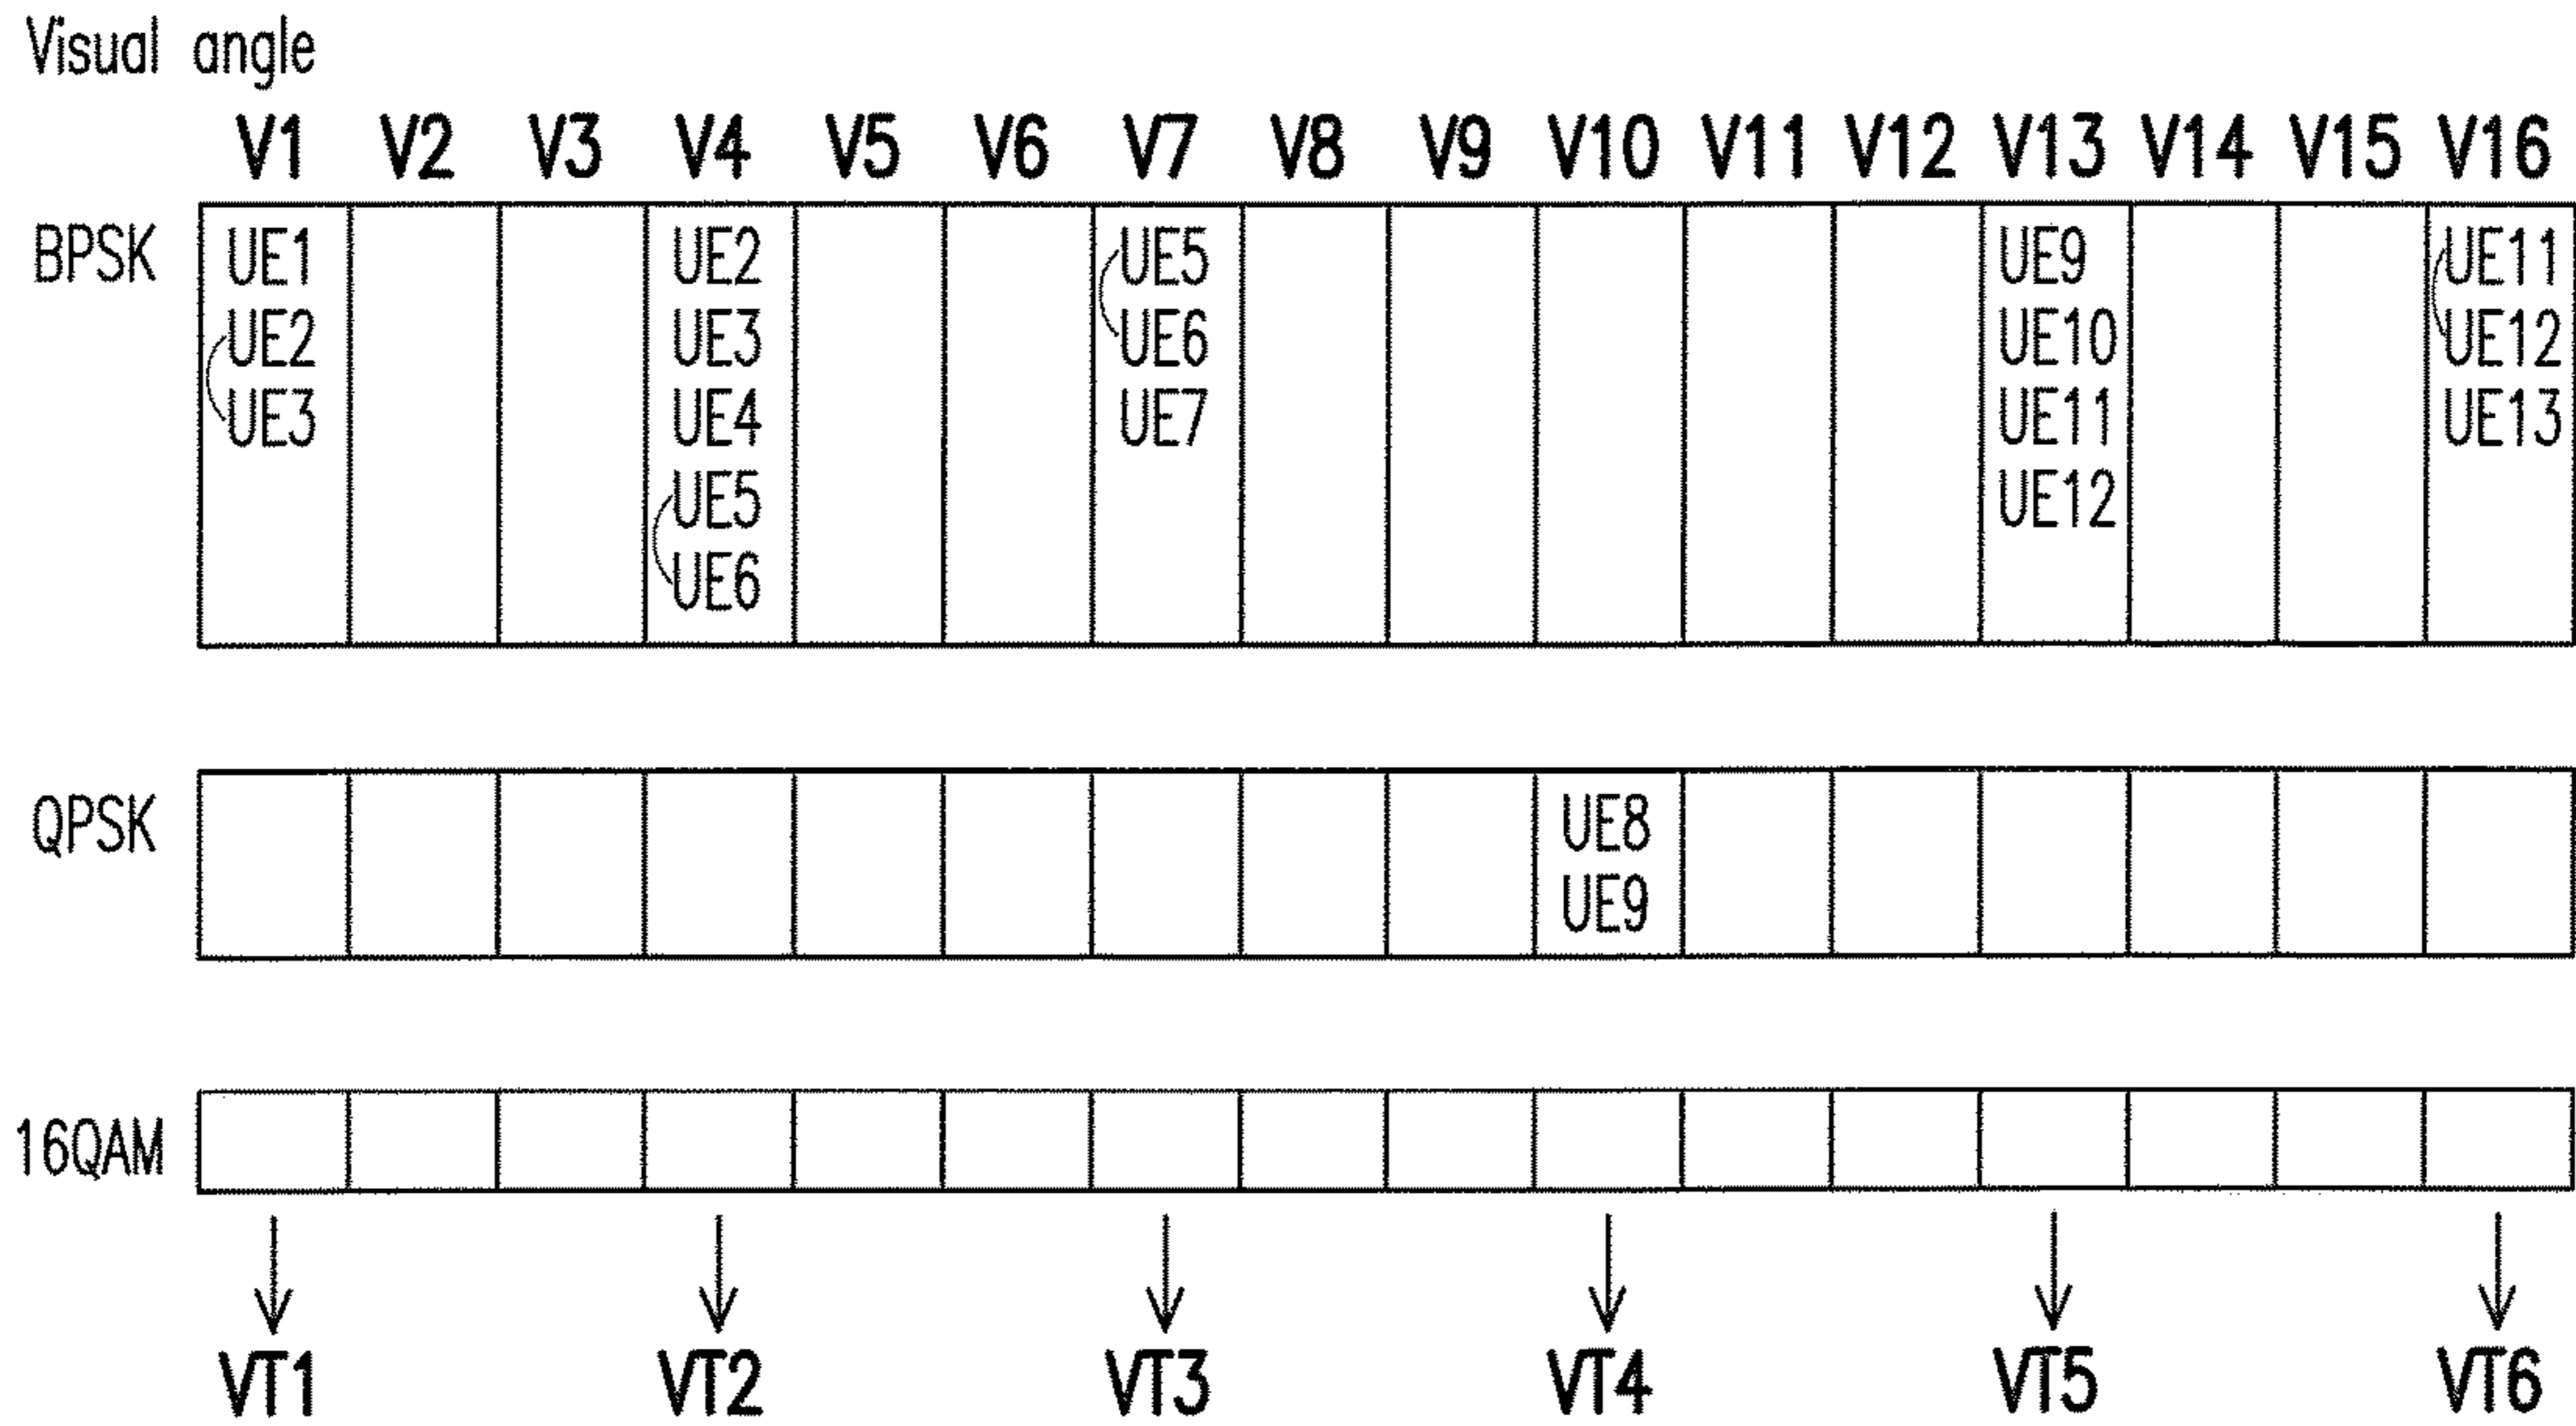 Visual angle
V1 V2 V3 V4 V5 V6 V7 V8 V9 V10 V11 V12 V13 V14 V15 V16
BPSK UE1 UE2 UE5 UE9 UE11
UE2 UE3 UE6 UE10 UE12
UE3 UE4 UE7 UE11 UE13
UE5 UE12
UE6
QPSK UE8
UE9
16QAM
VT1 VT2 VT3 VT4 VT5 VT6